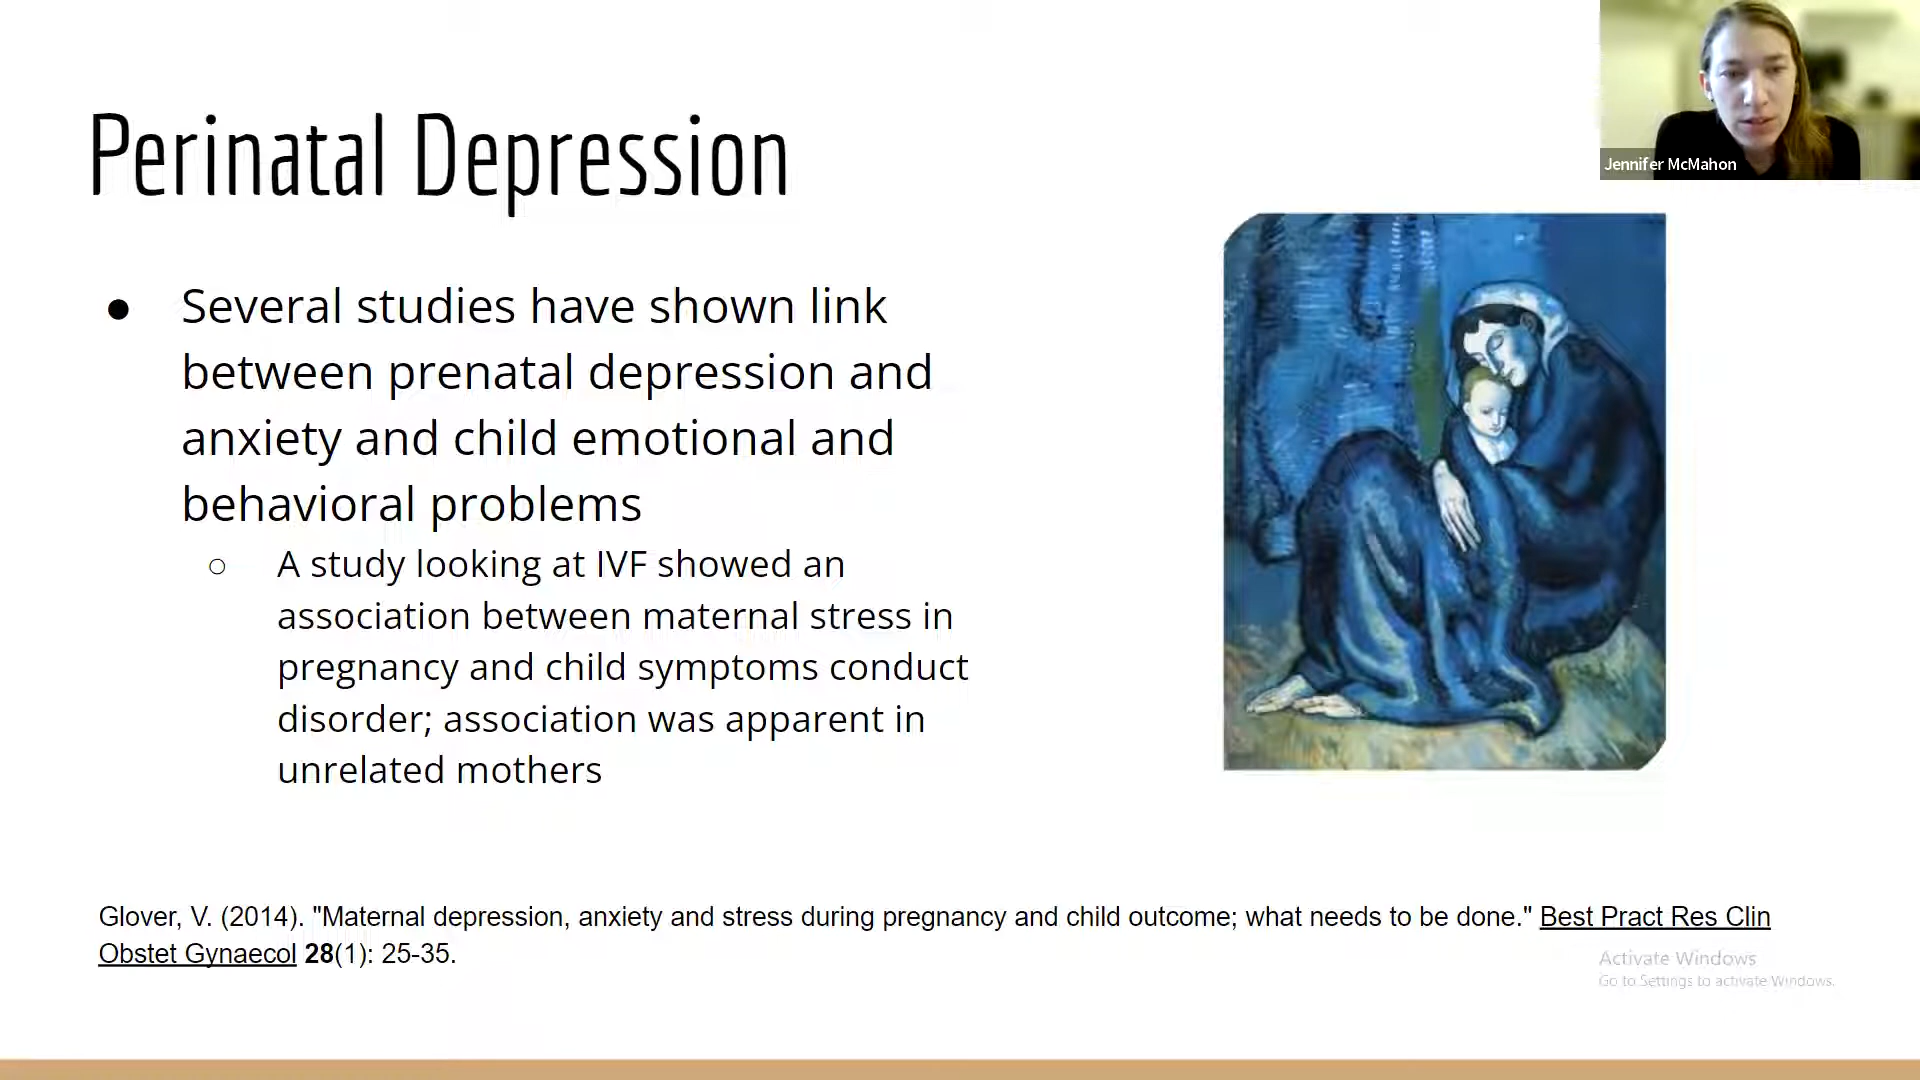 Perinatal Depression
Jennifer McMahon
● Several studies have shown link
between prenatal depression and
anxiety and child emotional and
behavioral problems
○ A study looking at IVF showed an
association between maternal stress in
pregnancy and child symptoms conduct
disorder; association was apparent in
unrelated mothers
Glover, V. (2014). "Maternal depression, anxiety and stress during pregnancy and child outcome; what needs to be done." Best Pract Res Clin
Obstet Gynaecol 28(1): 25-35.
Activate Windows
Go to Settings to activate Windows.